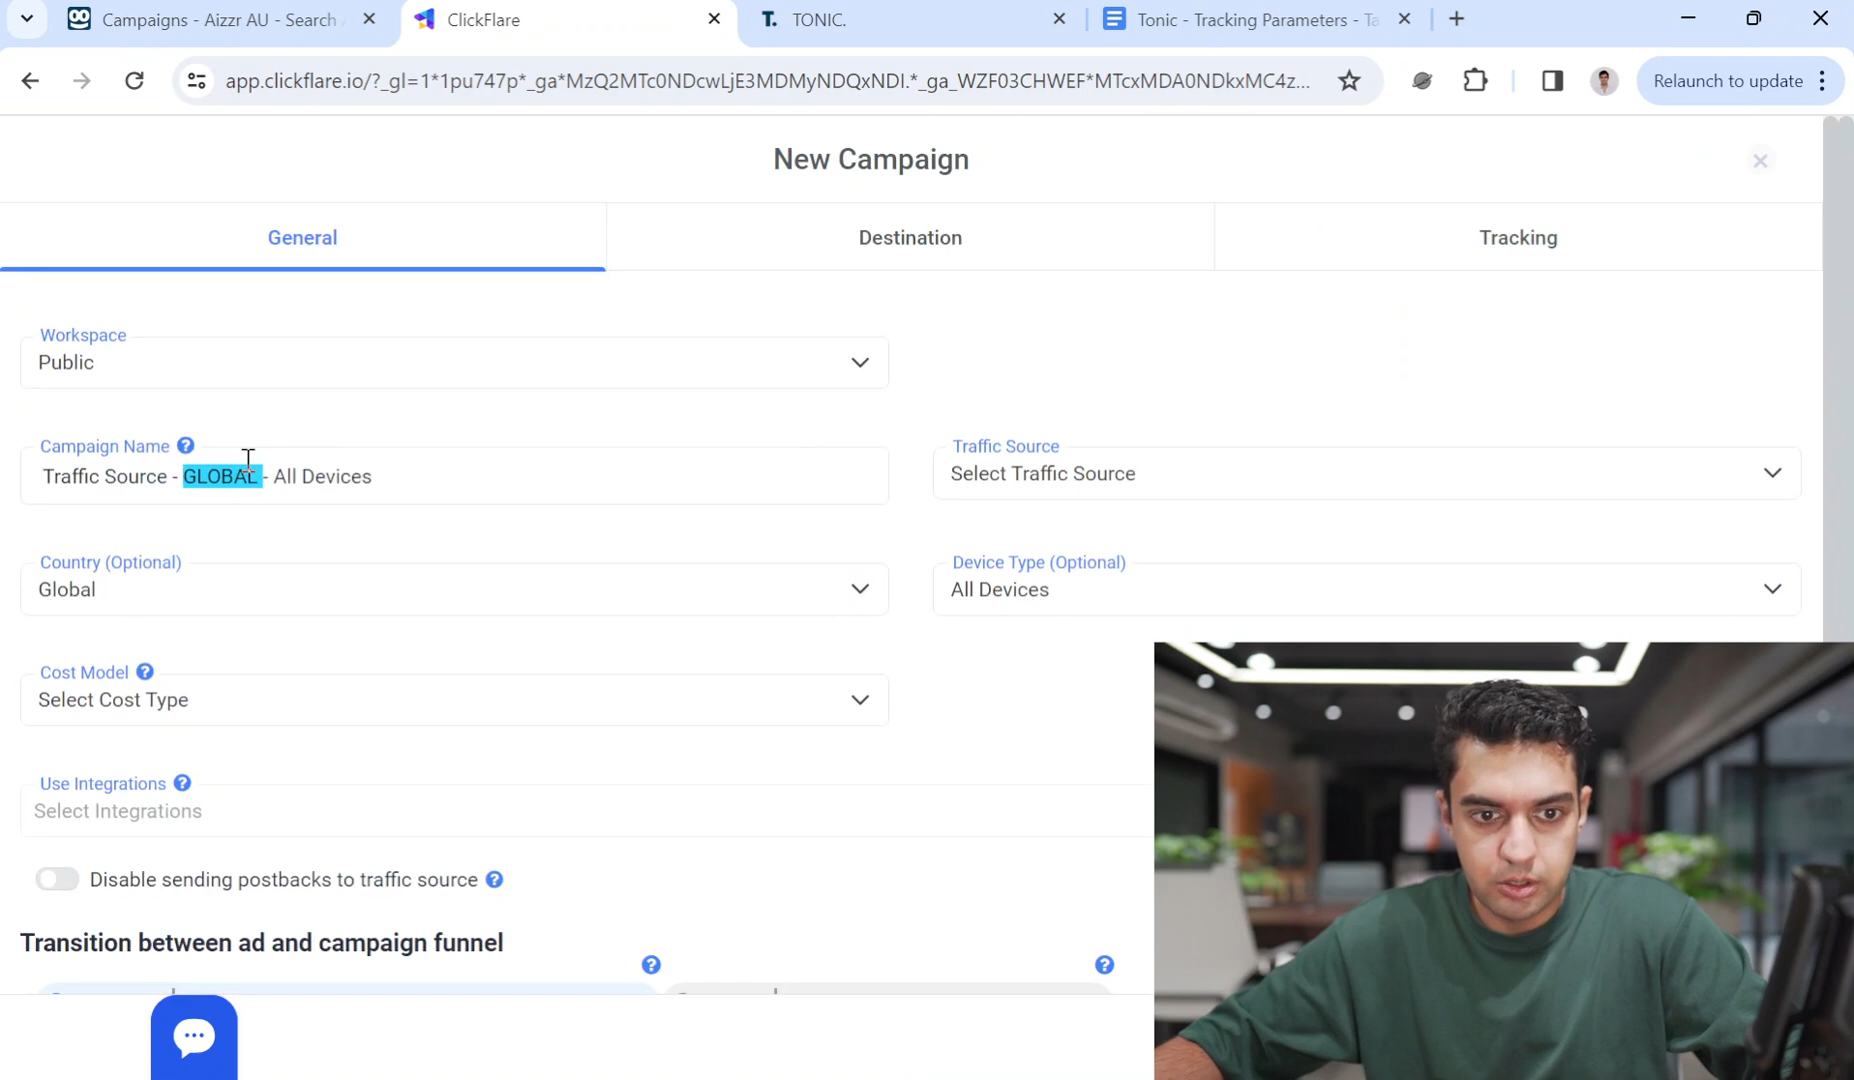 Campaigns - Aizzr AU - Search
ClickFlare
T. TONIC.
Tonic - Tracking Parameters - Ta
app.clickflare.io/?_gl=1*1pu747p*_ga*MzQ2MTc0NDcwLjE3MDMyNDQxNDI.*_ga_WZF03CHWEF*MTcxMDA0NDkxMC4z...
Relaunch to update
New Campaign
General
Destination
Tracking
Workspace
Public
Campaign Name ?
Traffic Source - GLOBAL - All Devices
Traffic Source
Select Traffic Source
Country (Optional)
Global
Device Type (Optional)
All Devices
Cost Model ?
Select Cost Type
Use Integrations ?
Select Integrations
Disable sending postbacks to traffic source ?
Transition between ad and campaign funnel
?
?